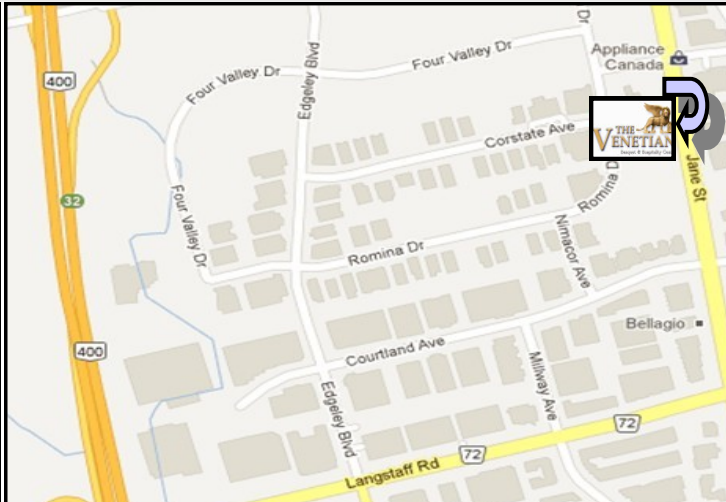 Dr
Edgeley Blvd
Four Valley Dr
Appliance
Canada
400
Four Valley Dr
THE
VENETIAN
Corstate Ave
Jane St
32
Four Valley Dr
Romina D
Nimacor Ave
Romina Dr
Bellagio
400
Courtland Ave
Millway Ave
Edgeley Blvd
72
72
Langstaff Rd